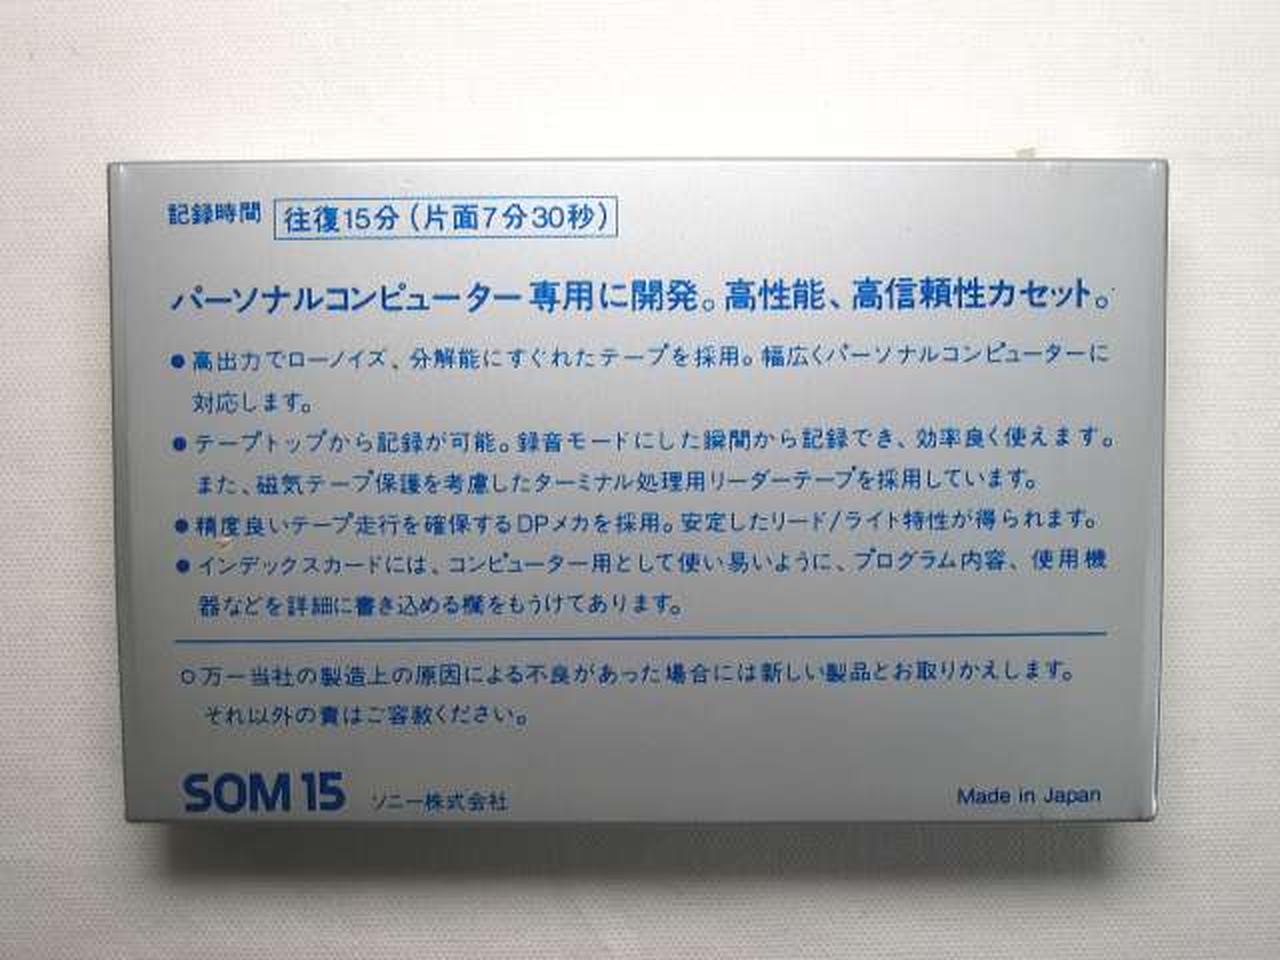 記録時間 往復15分(片面7分30秒)
パーソナルコンピューター専用に開発。高性能、高信頼性カセット。
●高出力でローノイズ、分解能にすぐれたテープを採用。幅広くパーソナルコンピューターに
対応します。
●テープトップから記録が可能。録音モードにした瞬間から記録でき、効率良く使えます。
また、磁気テープ保護を考慮したターミナル処理用リーダーテープを採用しています。
●精度良いテープ走行を確保するDPメカを採用。安定したリード/ライト特性が得られます。
●インデックスカードには、コンピューター用として使い易いように、プログラム内容、使用機
器などを詳細に書き込める欄をもうけてあります。
○万一当社の製造上の原因による不良があった場合には新しい製品とお取りかえします。
それ以外の責はご容赦ください。
SOM15 ソニー株式会社 Made in Japan